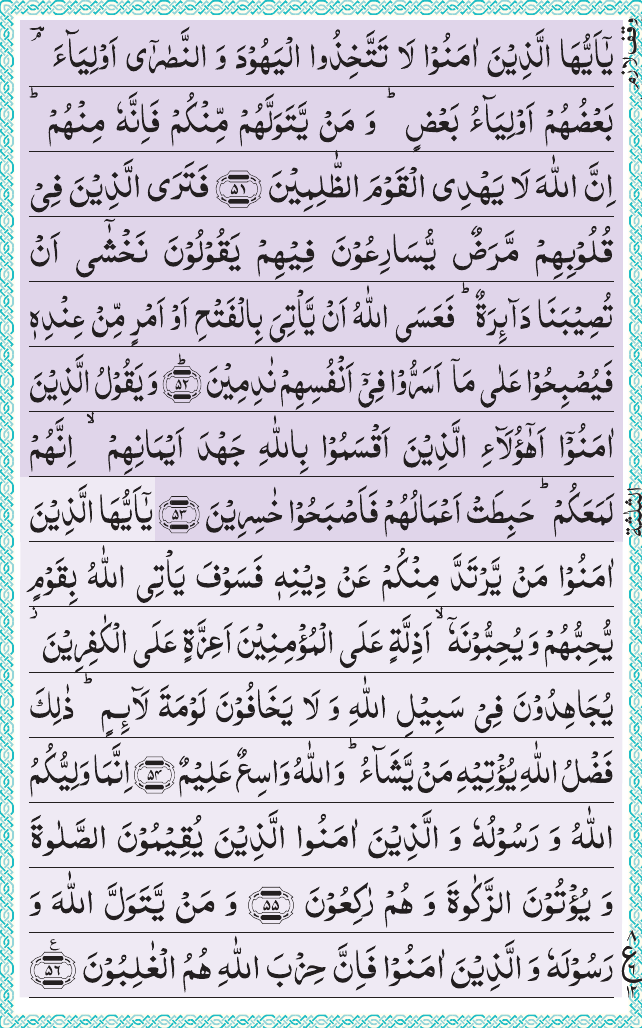 يٰۤاَيُّهَا الَّذِيْنَ اٰمَنُوْا لَا تَتَّخِذُوا الْيَهُوْدَ وَ النَّصٰرٰۤى اَوْلِيَآءَ ۘؔ
بَعْضُهُمْ اَوْلِيَآءُ بَعْضٍ ؕ وَ مَنْ يَّتَوَلَّهُمْ مِّنْكُمْ فَاِنَّهٗ مِنْهُمْ ؕ
اِنَّ اللّٰهَ لَا يَهْدِى الْقَوْمَ الظّٰلِمِيْنَ ﴿۵۱﴾ فَتَرَى الَّذِيْنَ فِىْ
قُلُوْبِهِمْ مَّرَضٌ يُّسَارِعُوْنَ فِيْهِمْ يَقُوْلُوْنَ نَخْشٰٓى اَنْ
تُصِيْبَنَا دَآئِرَةٌ ؕ فَعَسَى اللّٰهُ اَنْ يَّاْتِىَ بِالْفَتْحِ اَوْ اَمْرٍ مِّنْ عِنْدِهٖ
فَيُصْبِحُوْا عَلٰى مَاۤ اَسَرُّوْا فِىْۤ اَنْفُسِهِمْ نٰدِمِيْنَ ﴿ؕ۵۲﴾ وَ يَقُوْلُ الَّذِيْنَ
اٰمَنُوْۤا اَهٰۤؤُلَآءِ الَّذِيْنَ اَقْسَمُوْا بِاللّٰهِ جَهْدَ اَيْمَانِهِمْ ۙ اِنَّهُمْ
لَمَعَكُمْ ؕ حَبِطَتْ اَعْمَالُهُمْ فَاَصْبَحُوْا خٰسِرِيْنَ ﴿۵۳﴾ يٰۤاَيُّهَا الَّذِيْنَ
اٰمَنُوْا مَنْ يَّرْتَدَّ مِنْكُمْ عَنْ دِيْنِهٖ فَسَوْفَ يَاْتِى اللّٰهُ بِقَوْمٍ
يُّحِبُّهُمْ وَ يُحِبُّوْنَهٗۤ ۙ اَذِلَّةٍ عَلَى الْمُؤْمِنِيْنَ اَعِزَّةٍ عَلَى الْكٰفِرِيْنَ ؗ
يُجَاهِدُوْنَ فِىْ سَبِيْلِ اللّٰهِ وَ لَا يَخَافُوْنَ لَوْمَةَ لَآئِمٍ ؕ ذٰلِكَ
فَضْلُ اللّٰهِ يُؤْتِيْهِ مَنْ يَّشَآءُ ؕ وَاللّٰهُ وَاسِعٌ عَلِيْمٌ ﴿۵۴﴾ اِنَّمَا وَلِيُّكُمُ
اللّٰهُ وَ رَسُوْلُهٗ وَ الَّذِيْنَ اٰمَنُوا الَّذِيْنَ يُقِيْمُوْنَ الصَّلٰوةَ
وَ يُؤْتُوْنَ الزَّكٰوةَ وَ هُمْ رٰكِعُوْنَ ﴿۵۵﴾ وَ مَنْ يَّتَوَلَّ اللّٰهَ وَ
رَسُوْلَهٗ وَ الَّذِيْنَ اٰمَنُوْا فَاِنَّ حِزْبَ اللّٰهِ هُمُ الْغٰلِبُوْنَ ﴿۵۶﴾ ع